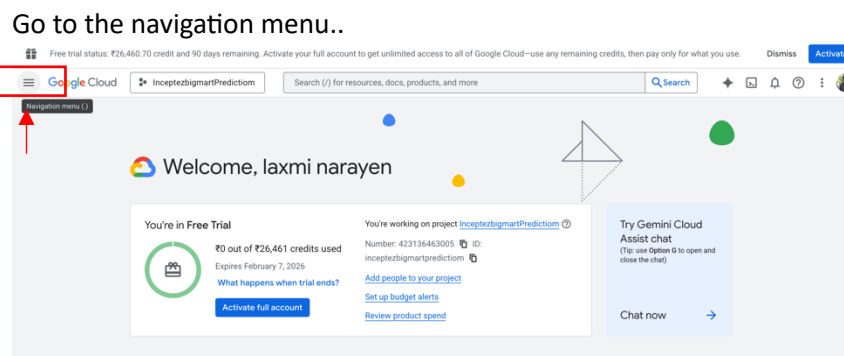 Go to the navigation menu..
Free trial status: ₹26,460.70 credit and 90 days remaining. Activate your full account to get unlimited access to all of Google Cloud—use any remaining credits, then pay only for what you use.
Dismiss
Activate
Google Cloud
InceptezbigmartPredictiom
Search (/) for resources, docs, products, and more
Search
Navigation menu (.)
Welcome, laxmi narayen
You're in Free Trial
₹0 out of ₹26,461 credits used
Expires February 7, 2026
What happens when trial ends?
Activate full account
You're working on project InceptezbigmartPredictiom
Number: 423136463005 ID:
inceptezbigmartpredictiom
Add people to your project
Set up budget alerts
Review product spend
Try Gemini Cloud
Assist chat
(Tip: use Option G to open and
close the chat)
Chat now